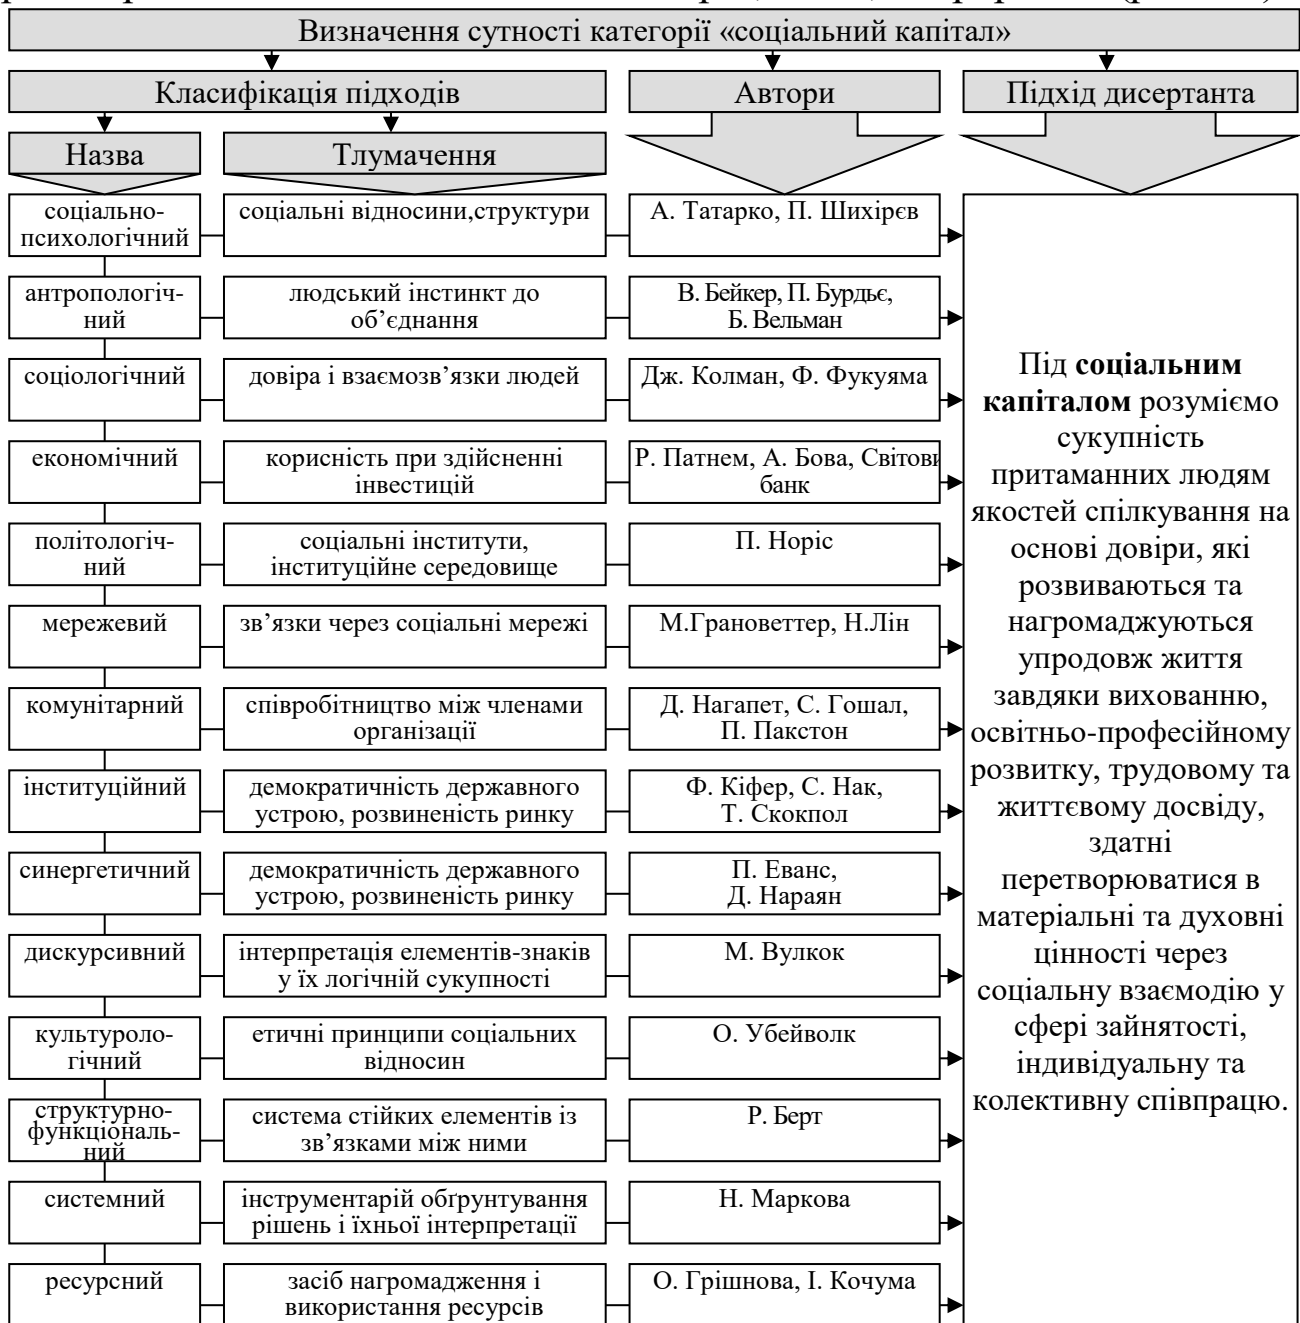 Визначення сутності категорії «соціальний капітал»
Класифікація підходів
Автори
Підхід дисертанта
Назва
Тлумачення
соціально-
психологічний
соціальні відносини,структури
А. Татарко, П. Шихірєв
антропологіч-
ний
людський інстинкт до
об’єднання
В. Бейкер, П. Бурдьє,
Б. Вельман
соціологічний
довіра і взаємозв’язки людей
Дж. Колман, Ф. Фукуяма
економічний
корисність при здійсненні
інвестицій
Р. Патнем, А. Бова, Світови
банк
політологіч-
ний
соціальні інститути,
інституційне середовище
П. Норіс
мережевий
зв’язки через соціальні мережі
М.Грановеттер, Н.Лін
комунітарний
співробітництво між членами
організації
Д. Нагапет, С. Гошал,
П. Пакстон
інституційний
демократичність державного
устрою, розвиненість ринку
Ф. Кіфер, С. Нак,
Т. Скокпол
синергетичний
демократичність державного
устрою, розвиненість ринку
П. Еванс,
Д. Нараян
дискурсивний
інтерпретація елементів-знаків
у їх логічній сукупності
М. Вулкок
культуроло-
гічний
етичні принципи соціальних
відносин
О. Убейволк
структурно-
функціональ-
ний
система стійких елементів із
зв’язками між ними
Р. Берт
системний
інструментарій обґрунтування
рішень і їхньої інтерпретації
Н. Маркова
ресурсний
засіб нагромадження і
використання ресурсів
О. Грішнова, І. Кочума
Під соціальним
капіталом розуміємо
сукупність
притаманних людям
якостей спілкування на
основі довіри, які
розвиваються та
нагромаджуються
упродовж життя
завдяки вихованню,
освітньо-професійному
розвитку, трудовому та
життєвому досвіду,
здатні
перетворюватися в
матеріальні та духовні
цінності через
соціальну взаємодію у
сфері зайнятості,
індивідуальну та
колективну співпрацю.